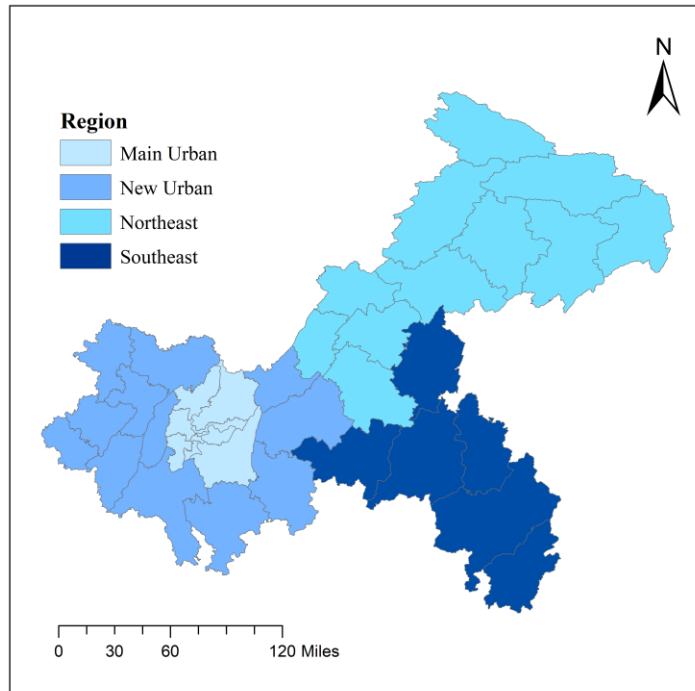 N
Region
Main Urban
New Urban
Northeast
Southeast
0 30 60 120 Miles